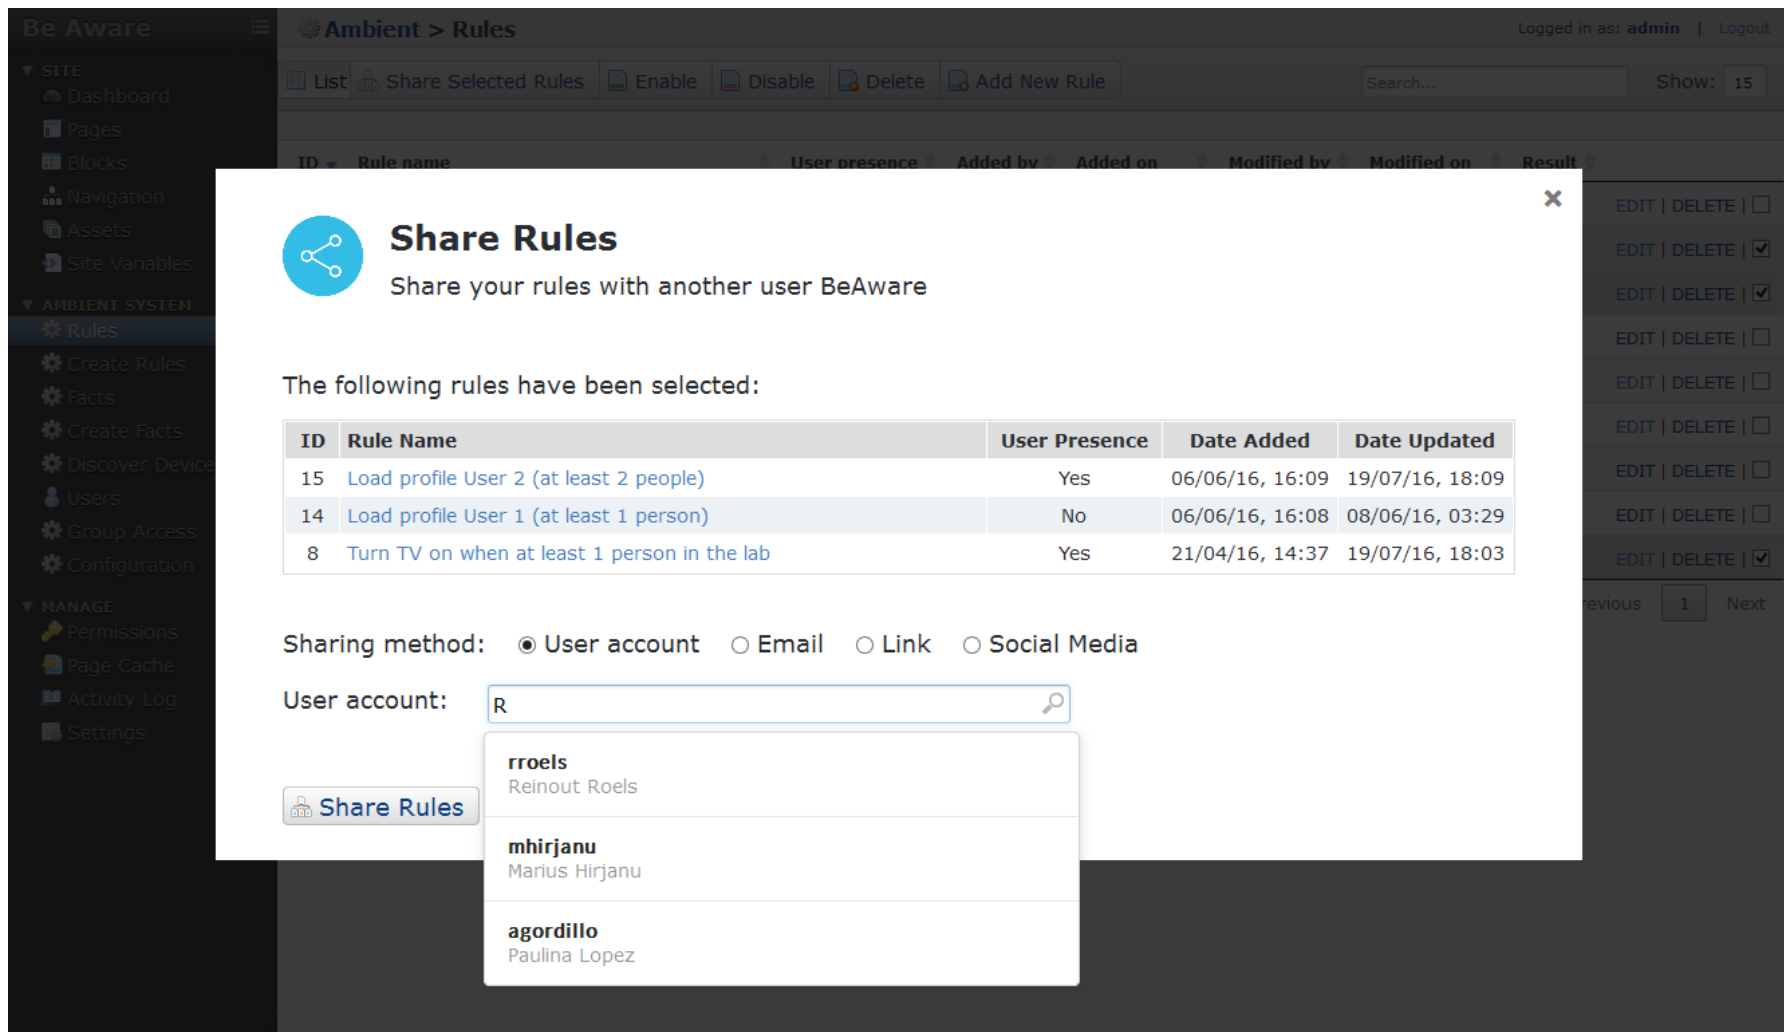 Be Aware
Ambient > Rules
Logged in as: admin | Logout
SITE
Dashboard
Pages
Blocks
Navigation
Assets
Site Variables
AMBIENT SYSTEM
Rules
Create Rules
Facts
Create Facts
Discover Device
Users
Group Access
Configuration
MANAGE
Permissions
Page Cache
Activity Log
Settings
List Share Selected Rules Enable Disable Delete Add New Rule Search... Show: 15
ID Rule name User presence Added by Added on Modified by Modified on Result
EDIT | DELETE |
EDIT | DELETE |
EDIT | DELETE |
EDIT | DELETE |
EDIT | DELETE |
EDIT | DELETE |
EDIT | DELETE |
EDIT | DELETE |
EDIT | DELETE |
revious 1 Next
Share Rules
Share your rules with another user BeAware
The following rules have been selected:
ID Rule Name User Presence Date Added Date Updated
15 Load profile User 2 (at least 2 people) Yes 06/06/16, 16:09 19/07/16, 18:09
14 Load profile User 1 (at least 1 person) No 06/06/16, 16:08 08/06/16, 03:29
8 Turn TV on when at least 1 person in the lab Yes 21/04/16, 14:37 19/07/16, 18:03
Sharing method: User account Email Link Social Media
User account: R
rroels
Reinout Roels
mhirjanu
Marius Hirjanu
agordillo
Paulina Lopez
Share Rules